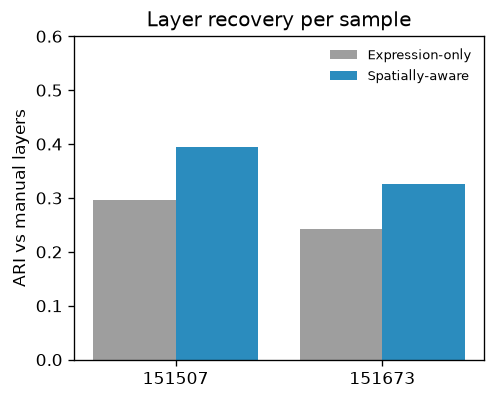 Layer recovery per sample
Expression-only
Spatially-aware
ARI vs manual layers
0.6
0.5
0.4
0.3
0.2
0.1
0.0
151507
151673